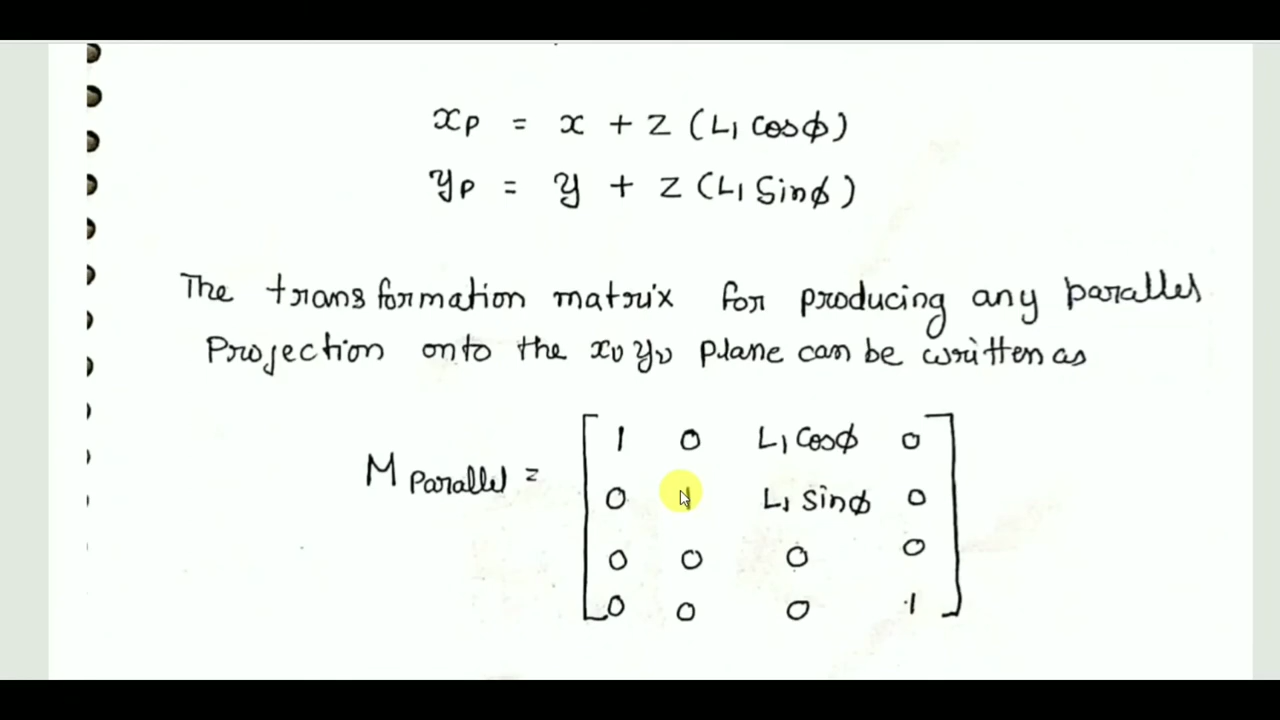 xp = x + z (L1 cosφ)
yp = y + z (L1 sinφ)
The transformation matrix for producing any parallel
Projection onto the xv yv plane can be written as
M Parallel = [ 1 0 L1 cosφ 0
0 1 L1 sinφ 0
0 0 0 0
0 0 0 1 ]